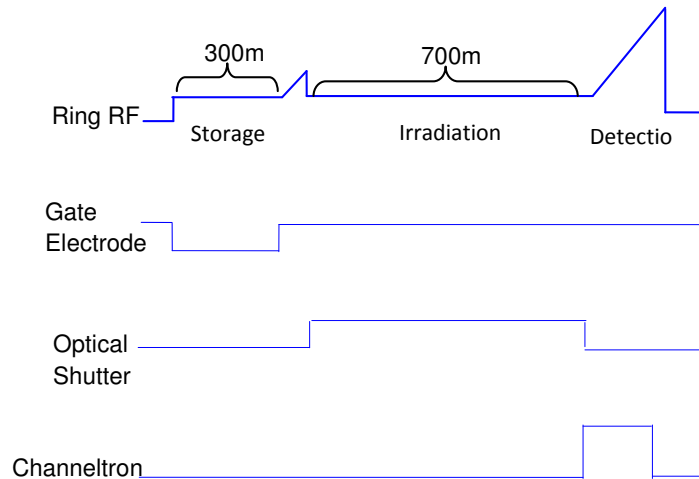 300m
700m
Ring RF
Storage
Irradiation
Detectio
Gate
Electrode
Optical
Shutter
Channeltron